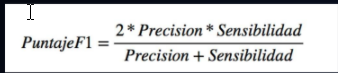 PuntajeF1 = 2 * Precision * Sensibilidad / Precision + Sensibilidad